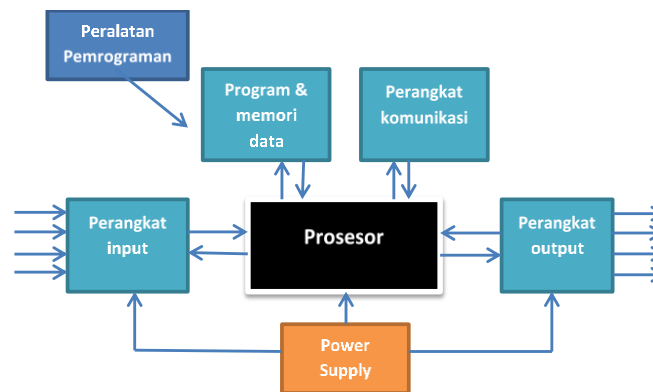 Peralatan
Pemrograman
Program &
memori
data
Perangkat
komunikasi
Perangkat
input
Prosesor
Perangkat
output
Power
Supply